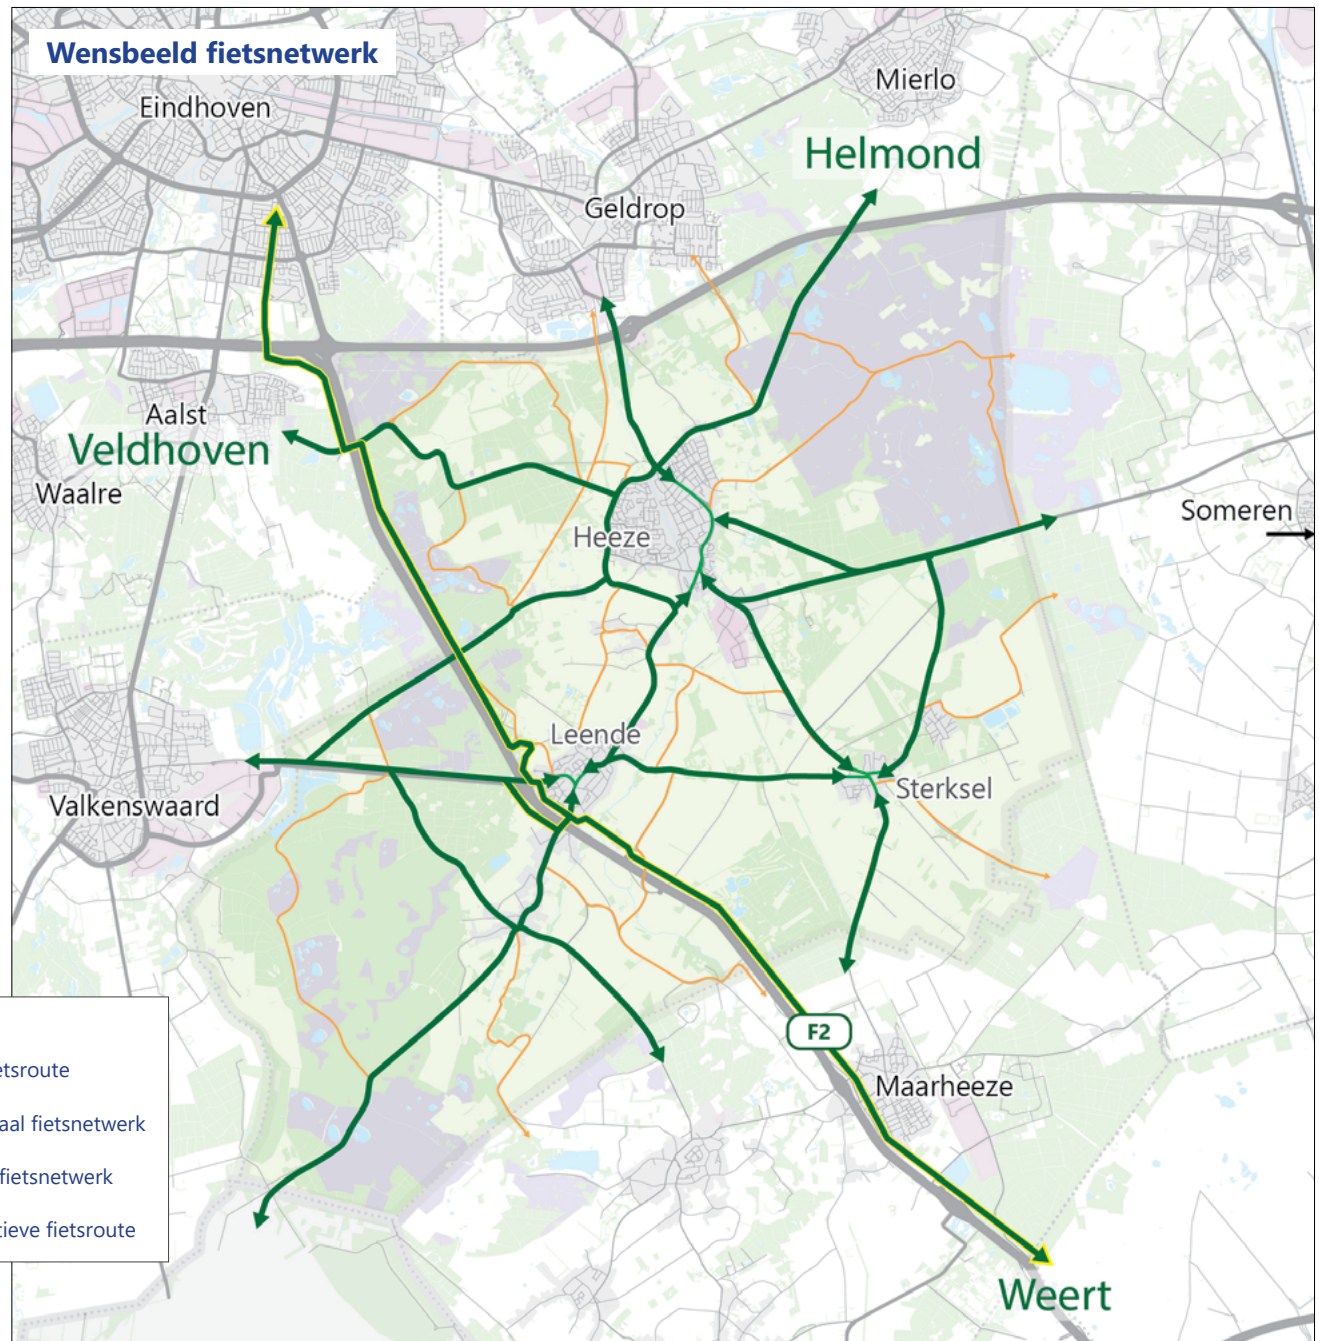 Wensbeeld fietsnetwerk
Eindhoven
Mierlo
Helmond
Geldrop
Aalst
Veldhoven
Waalre
Someren
Heeze
Leende
Valkenswaard
Sterksel
F2
Maarheeze
Weert
etsroute
aal fietsnetwerk
fietsnetwerk
tieve fietsroute